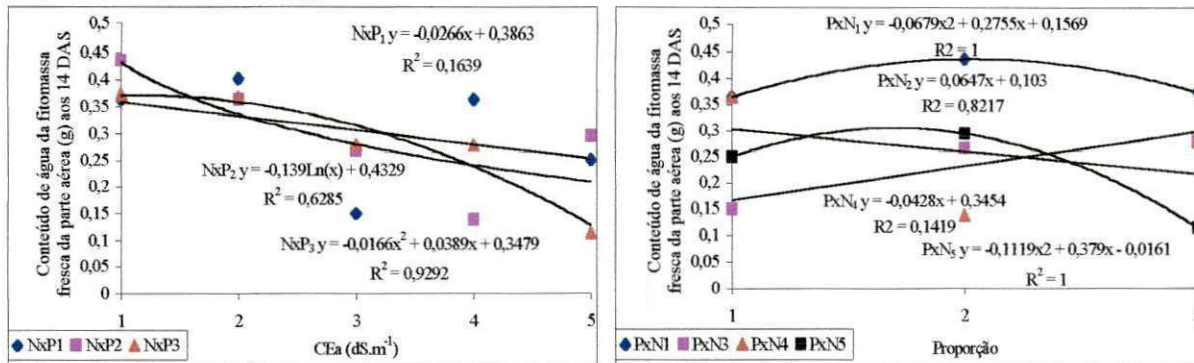 Conteúdo de água da fitomassa
fresca da parte aérea (g) aos 14 DAS
0,5
0,45
0,4
0,35
0,3
0,25
0,2
0,15
0,1
0,05
0
NxP₁ y = -0,0266x + 0,3863
R² = 0,1639
NxP₂ y = -0,139Ln(x) + 0,4329
R² = 0,6285
NxP₃ y = -0,0166x² + 0,0389x + 0,3479
R² = 0,9292
1 2 3 4 5
CEa (dS.m⁻¹)
NxP1 NxP2 NxP3
Conteúdo de água da fitomassa
fresca da parte aérea (g) aos 14 DAS
0,5
0,45
0,4
0,35
0,3
0,25
0,2
0,15
0,1
0,05
0
PxN₁ y = -0,0679x2 + 0,2755x + 0,1569
R2 = 1
PxN₂ y = 0,0647x + 0,103
R2 = 0,8217
PxN₄ y = -0,0428x + 0,3454
R2 = 0,1419
PxN₅ y = -0,1119x2 + 0,379x - 0,0161
R² = 1
1 2
Proporção
PxN1 PxN3 PxN4 PxN5